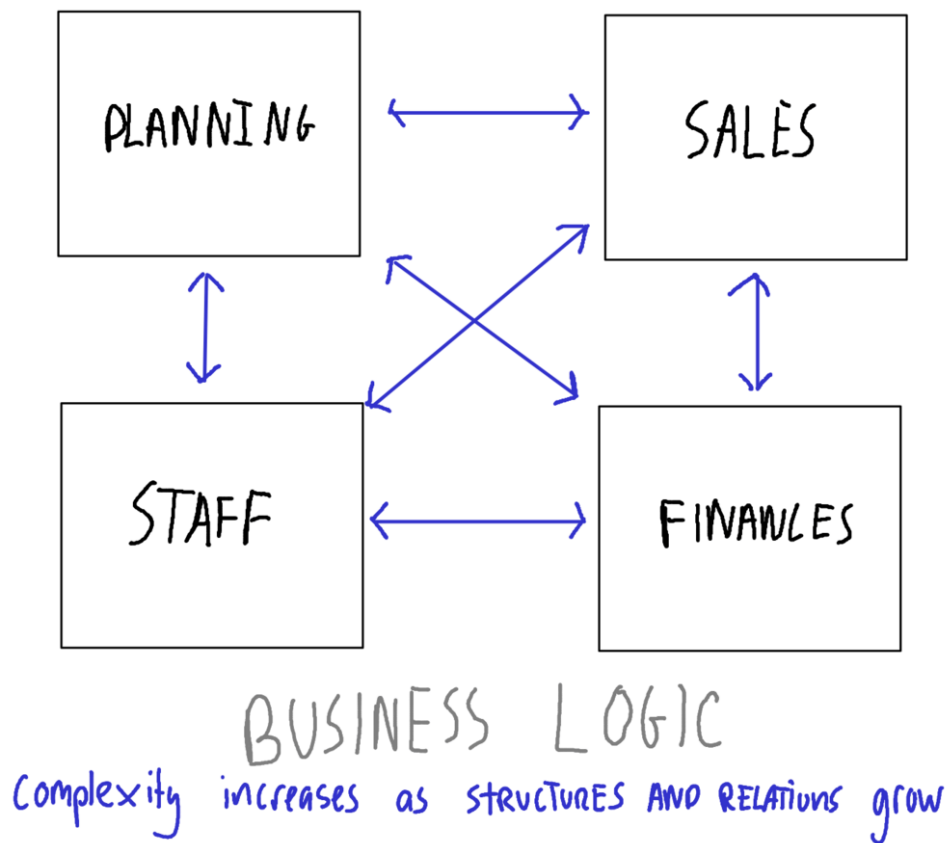 PLANNING
SALES
STAFF
FINANCES
BUSINESS LOGIC
Complexity increases as STRUCTURES AND RELATIONS grow